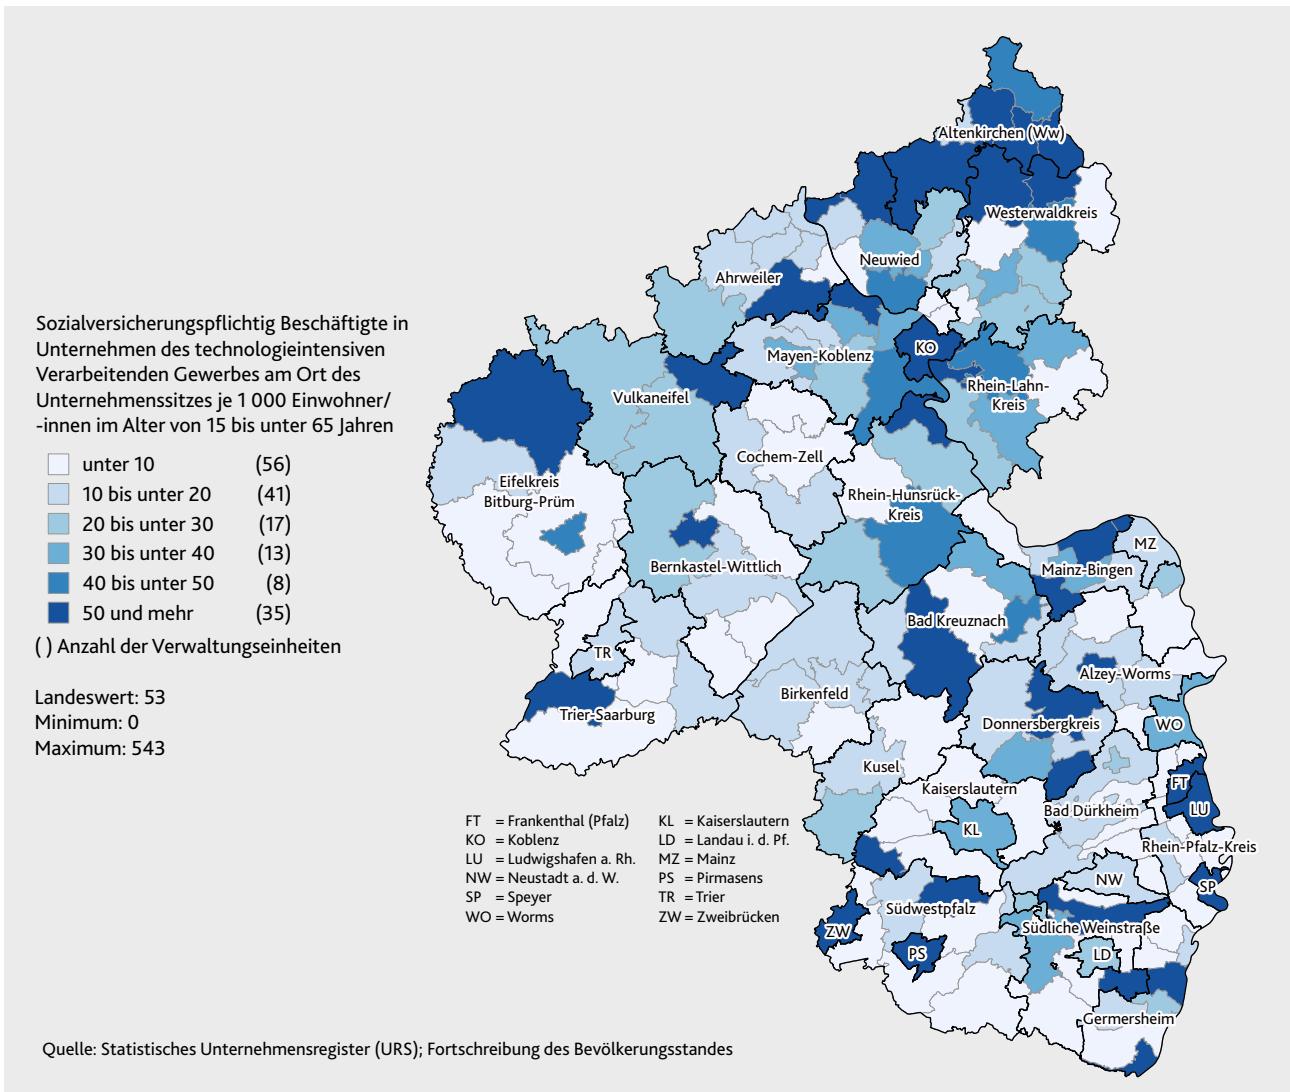 Altenkirchen (Ww)
Westerwaldkreis
Neuwied
Ahrweiler
Mayen-Koblenz
KO
Rhein-Lahn-
Kreis
Vulkaneifel
Cochem-Zell
Eifelkreis
Bitburg-Prüm
Rhein-Hunsrück-
Kreis
Bernkastel-Wittlich
MZ
Mainz-Bingen
Bad Kreuznach
TR
Birkenfeld
Alzey-Worms
Trier-Saarburg
Donnersbergkreis
WO
Kusel
Kaiserslautern
FT
Bad Dürkheim
LU
KL
Rhein-Pfalz-Kreis
NW
SP
Südwestpfalz
Südliche Weinstraße
ZW
PS
LD
Germersheim
Sozialversicherungspflichtig Beschäftigte in
Unternehmen des technologieintensiven
Verarbeitenden Gewerbes am Ort des
Unternehmenssitzes je 1 000 Einwohner/
-innen im Alter von 15 bis unter 65 Jahren
unter 10 (56)
10 bis unter 20 (41)
20 bis unter 30 (17)
30 bis unter 40 (13)
40 bis unter 50 (8)
50 und mehr (35)
( ) Anzahl der Verwaltungseinheiten
Landeswert: 53
Minimum: 0
Maximum: 543
FT = Frankenthal (Pfalz) KL = Kaiserslautern
KO = Koblenz LD = Landau i. d. Pf.
LU = Ludwigshafen a. Rh. MZ = Mainz
NW = Neustadt a. d. W. PS = Pirmasens
SP = Speyer TR = Trier
WO = Worms ZW = Zweibrücken
Quelle: Statistisches Unternehmensregister (URS); Fortschreibung des Bevölkerungsstandes